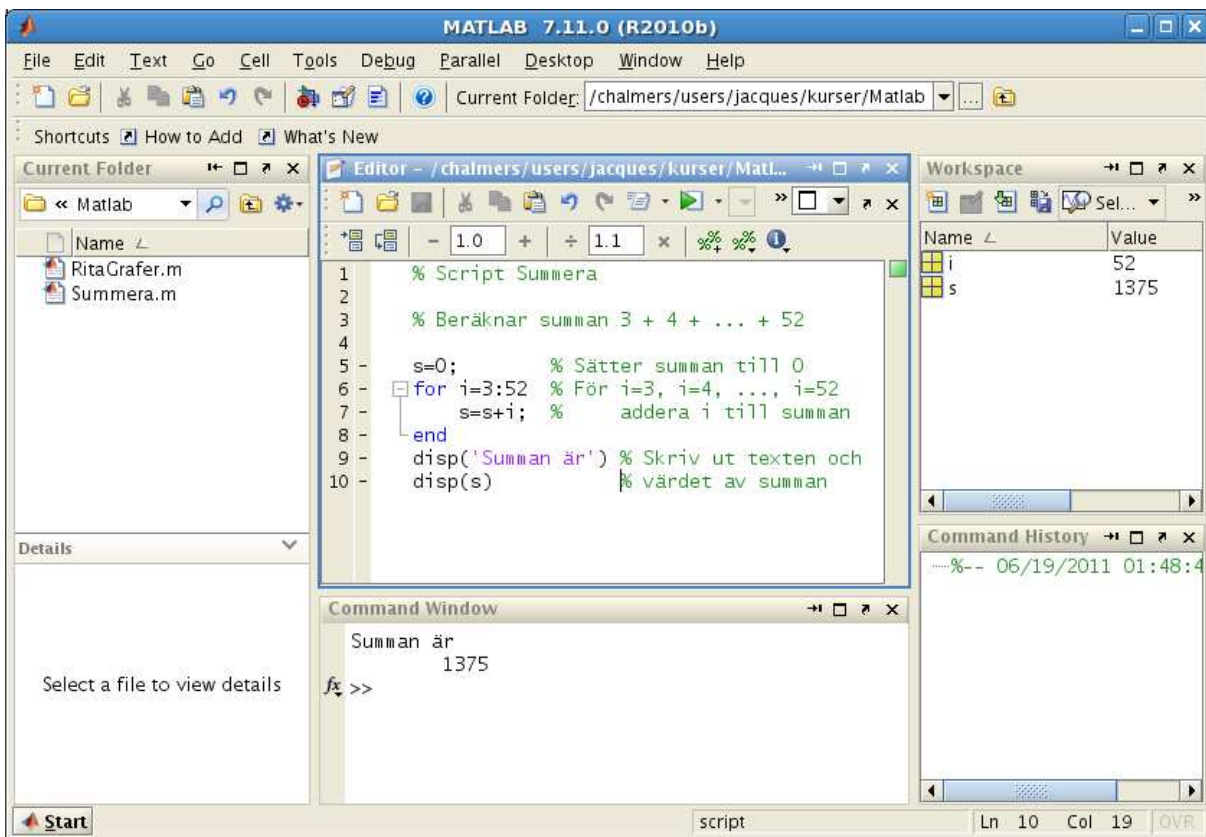 MATLAB 7.11.0 (R2010b)
File Edit Text Go Cell Tools Debug Parallel Desktop Window Help
Current Folder: /chalmers/users/jacques/kurser/Matlab ...
Shortcuts How to Add What's New
Current Folder
« Matlab
Name
RitaGrafer.m
Summera.m
Details
Select a file to view details
Editor - /chalmers/users/jacques/kurser/Matl...
- 1.0 + ÷ 1.1 ×
1 % Script Summera
2
3 % Beräknar summan 3 + 4 + ... + 52
4
5 - s=0; % Sätter summan till 0
6 - for i=3:52 % För i=3, i=4, ..., i=52
7 - s=s+i; % addera i till summan
8 - end
9 - disp('Summan är') % Skriv ut texten och
10 - disp(s) % värdet av summan
Command Window
Summan är
1375
fx >>
Workspace
Sel... »
Name Value
i 52
s 1375
Command History
%-- 06/19/2011 01:48:4
Start script Ln 10 Col 19 OVR